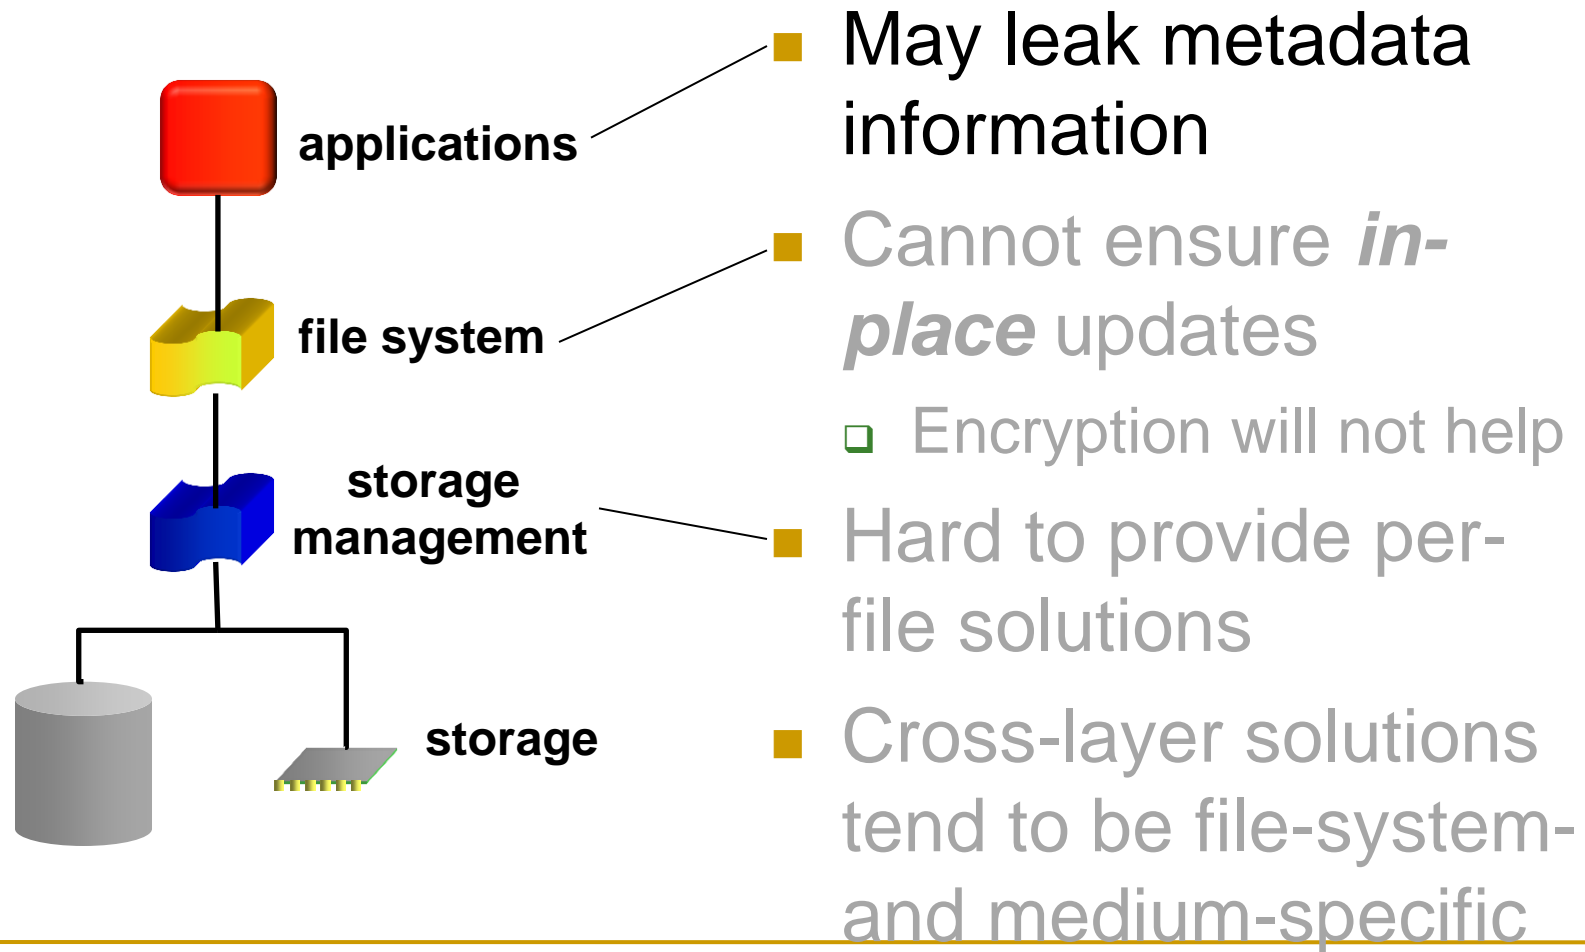 applications
file system
storage
management
storage
May leak metadata
information
Cannot ensure in-
place updates
Encryption will not help
Hard to provide per-
file solutions
Cross-layer solutions
tend to be file-system-
and medium-specific